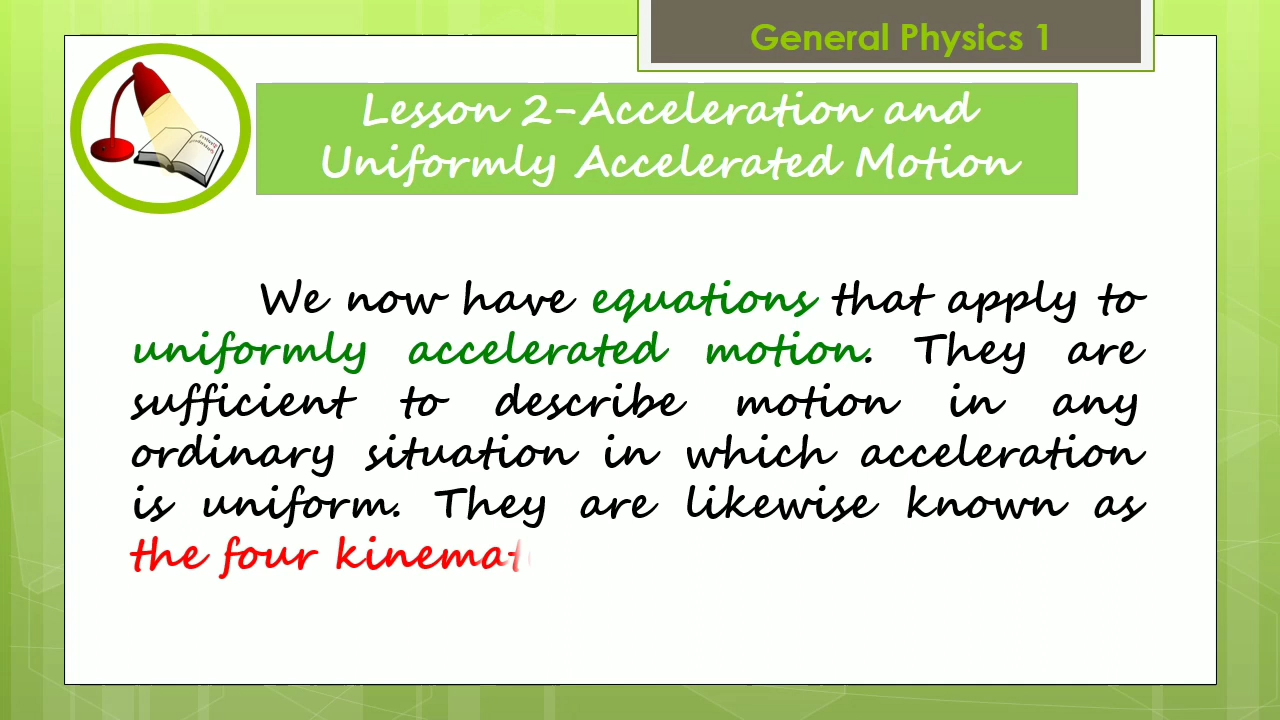 General Physics 1
Lesson 2-Acceleration and
Uniformly Accelerated Motion
We now have equations that apply to
uniformly accelerated motion. They are
sufficient to describe motion in any
ordinary situation in which acceleration
is uniform. They are likewise known as
the four kinemat